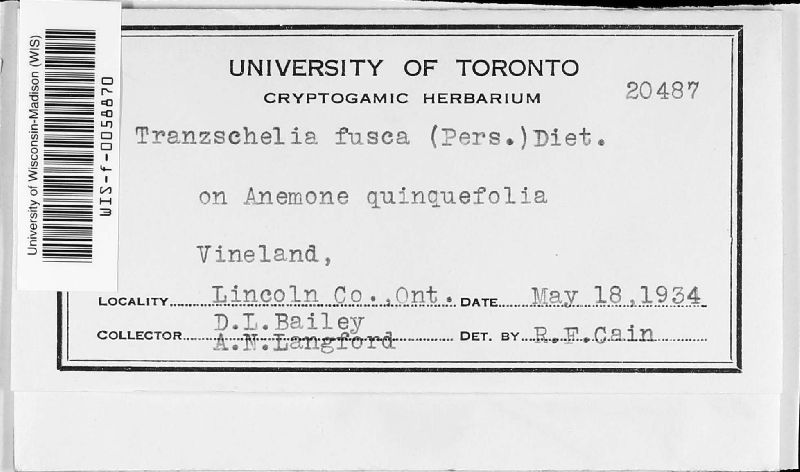 University of Wisconsin-Madison (WIS)
WIS-f-0058870
UNIVERSITY OF TORONTO
CRYPTOGAMIC HERBARIUM
20487
Tranzschelia fusca (Pers.)Diet.
on Anemone quinquefolia
Vineland,
LOCALITY Lincoln Co.,Ont. DATE May 18,1934
COLLECTOR D.L.Bailey
A.N.Langford DET. BY R.F.Cain